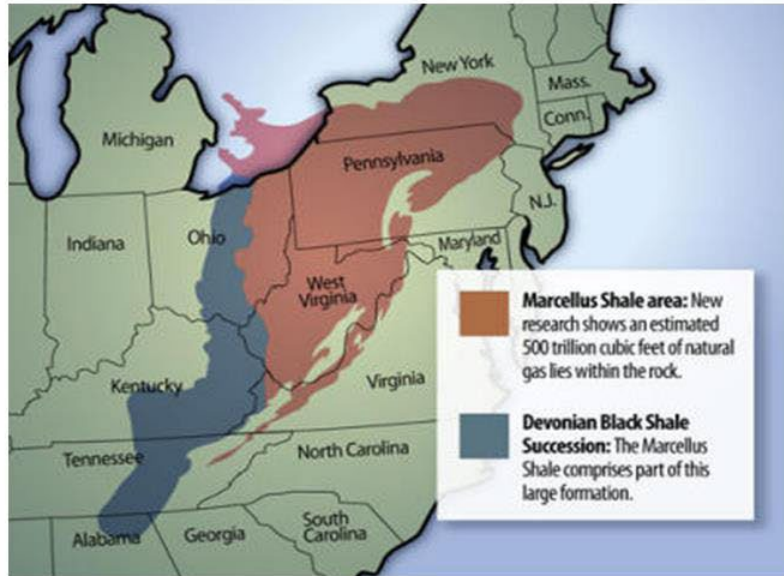 New York
Mass.
Michigan
Conn.
Pennsylvania
N.J.
Indiana
Ohio
Maryland
West
Virginia
Kentucky
Virginia
Tennessee
North Carolina
Alabama
Georgia
South
Carolina
Marcellus Shale area: New
research shows an estimated
500 trillion cubic feet of natural
gas lies within the rock.
Devonian Black Shale
Succession: The Marcellus
Shale comprises part of this
large formation.